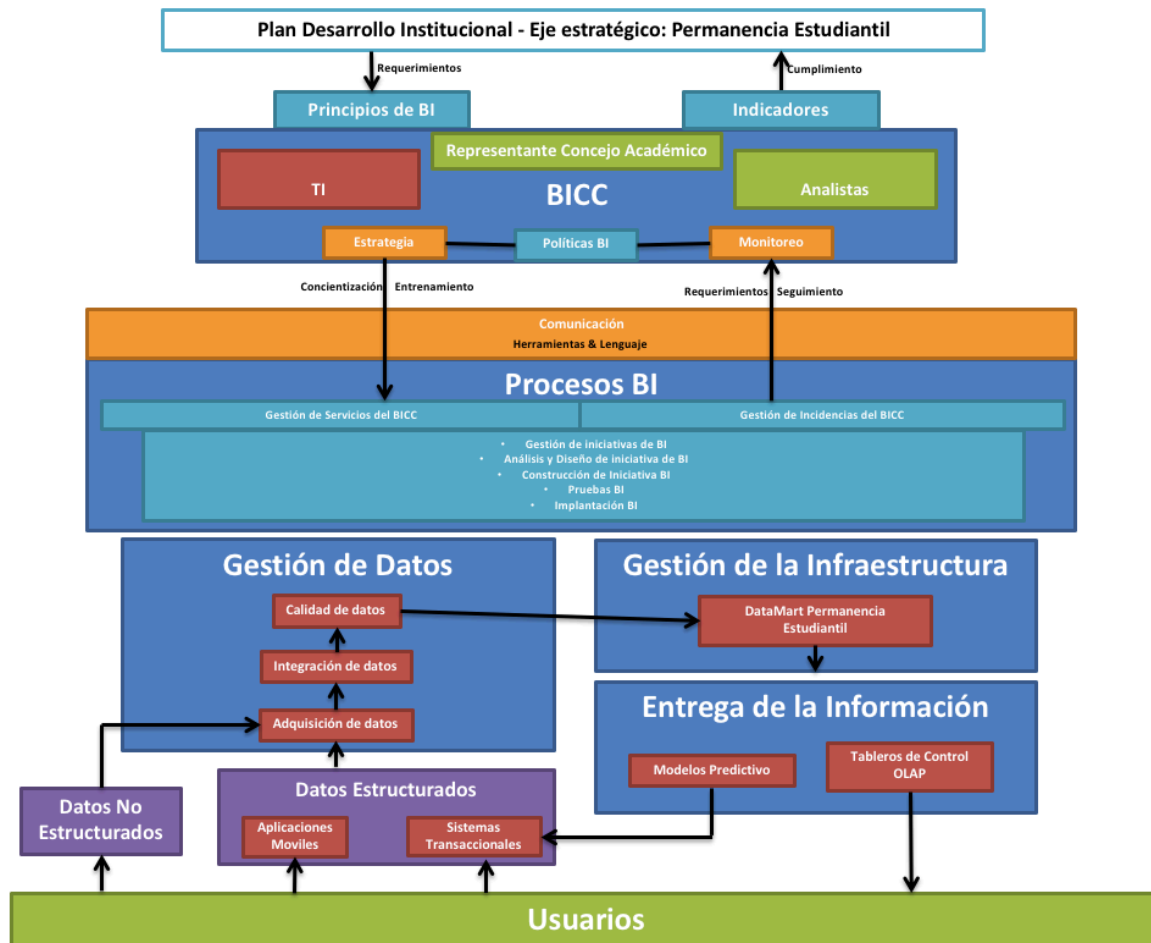 Plan Desarrollo Institucional - Eje estratégico: Permanencia Estudiantil
Requerimientos
Cumplimiento
Principios de BI
Indicadores
Representante Concejo Académico
TI
BICC
Analistas
Estrategia
Políticas BI
Monitoreo
Concientización
Entrenamiento
Requerimientos
Seguimiento
Comunicación
Herramientas & Lenguaje
Procesos BI
Gestión de Servicios del BICC
Gestión de Incidencias del BICC
• Gestión de iniciativas de BI
• Análisis y Diseño de iniciativa de BI
• Construcción de Iniciativa BI
• Pruebas BI
• Implantación BI
Gestión de Datos
Calidad de datos
Integración de datos
Adquisición de datos
Gestión de la Infraestructura
DataMart Permanencia
Estudiantil
Entrega de la Información
Modelos Predictivo
Tableros de Control
OLAP
Datos No
Estructurados
Datos Estructurados
Aplicaciones
Moviles
Sistemas
Transaccionales
Usuarios